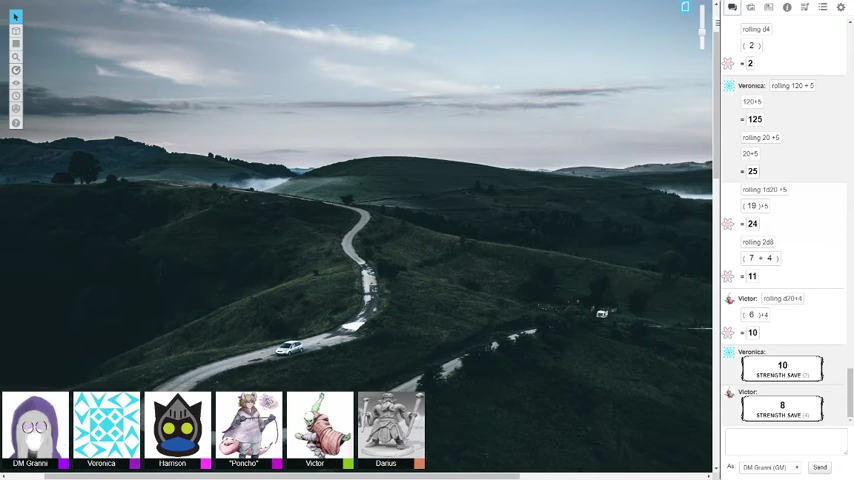 rolling d4
( 2 )
= 2
Veronica: rolling 120 + 5
120+5
= 125
rolling 20 +5
20+5
= 25
rolling 1d20 +5
( 19 )+5
= 24
rolling 2d8
( 7 + 4 )
= 11
Victor: rolling d20+4
( 6 )+4
= 10
Veronica:
10
STRENGTH SAVE (2)
Victor:
8
STRENGTH SAVE (4)
As: DM Granni (GM) Send
DM Granni Veronica Harrison "Poncho" Victor Darius